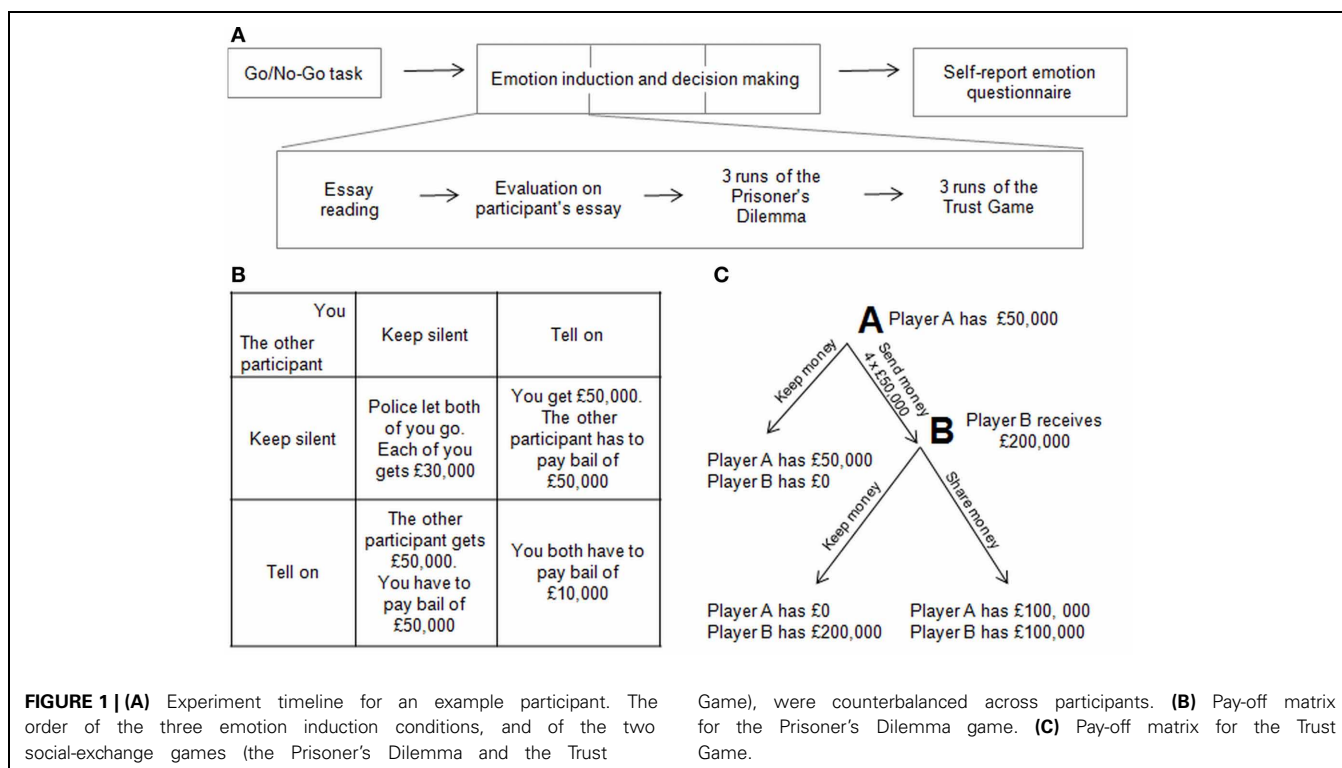 A
Go/No-Go task
Emotion induction and decision making
Self-report emotion
questionnaire
Essay
reading
Evaluation on
participant's essay
3 runs of the
Prisoner's
Dilemma
3 runs of the
Trust Game
B
You
The other
participant
Keep silent
Tell on
Keep silent
Police let both
of you go.
Each of you
gets £30,000
You get £50,000.
The other
participant has to
pay bail of
£50,000
Tell on
The other
participant gets
£50,000.
You have to
pay bail of
£50,000
You both have to
pay bail of
£10,000
C
A Player A has £50,000
Keep money
Send money
4 x £50,000
B Player B receives
£200,000
Player A has £50,000
Player B has £0
Keep money
Share money
Player A has £0
Player B has £200,000
Player A has £100, 000
Player B has £100,000
FIGURE 1 | (A) Experiment timeline for an example participant. The
order of the three emotion induction conditions, and of the two
social-exchange games (the Prisoner's Dilemma and the Trust
Game), were counterbalanced across participants. (B) Pay-off matrix
for the Prisoner's Dilemma game. (C) Pay-off matrix for the Trust
Game.